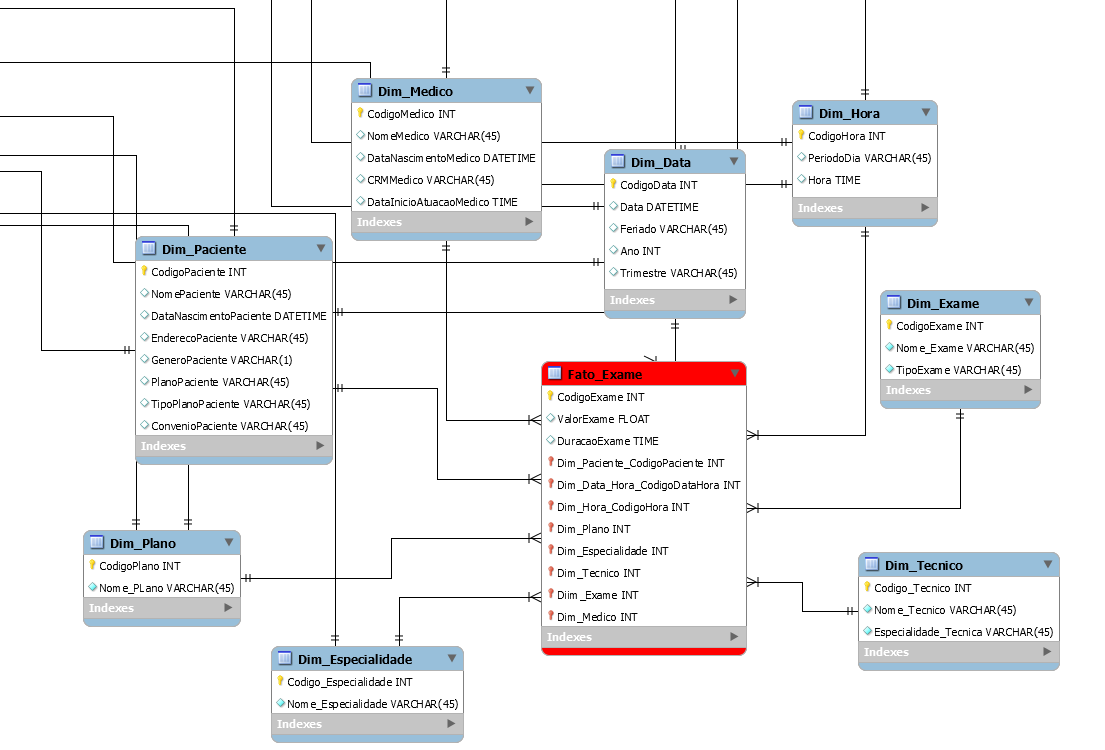 Dim_Medico
CodigoMedico INT
NomeMedico VARCHAR(45)
DataNascimentoMedico DATETIME
CRMMedico VARCHAR(45)
DataInicioAtuacaoMedico TIME
Indexes
Dim_Hora
CodigoHora INT
PeriodoDia VARCHAR(45)
Hora TIME
Indexes
Dim_Data
CodigoData INT
Data DATETIME
Feriado VARCHAR(45)
Ano INT
Trimestre VARCHAR(45)
Indexes
Dim_Paciente
CodigoPaciente INT
NomePaciente VARCHAR(45)
DataNascimentoPaciente DATETIME
EnderecoPaciente VARCHAR(45)
GeneroPaciente VARCHAR(1)
PlanoPaciente VARCHAR(45)
TipoPlanoPaciente VARCHAR(45)
ConvenioPaciente VARCHAR(45)
Indexes
Dim_Exame
CodigoExame INT
Nome_Exame VARCHAR(45)
TipoExame VARCHAR(45)
Indexes
Fato_Exame
CodigoExame INT
ValorExame FLOAT
DuracaoExame TIME
Dim_Paciente_CodigoPaciente INT
Dim_Data_Hora_CodigoDataHora INT
Dim_Hora_CodigoHora INT
Dim_Plano INT
Dim_Especialidade INT
Dim_Tecnico INT
Diim_Exame INT
Dim_Medico INT
Indexes
Dim_Plano
CodigoPlano INT
Nome_PLano VARCHAR(45)
Indexes
Dim_Tecnico
Codigo_Tecnico INT
Nome_Tecnico VARCHAR(45)
Especialidade_Tecnica VARCHAR(45)
Indexes
Dim_Especialidade
Codigo_Especialidade INT
Nome_Especialidade VARCHAR(45)
Indexes